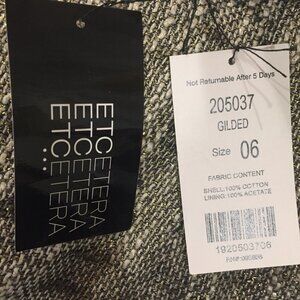 ETCETERA
ETCETERA
ETCETERA
...
Not Returnable After 5 Days
205037
GILDED
Size 06
FABRIC CONTENT
SHELL:100% COTTON
LINING:100% ACETATE
1920503706